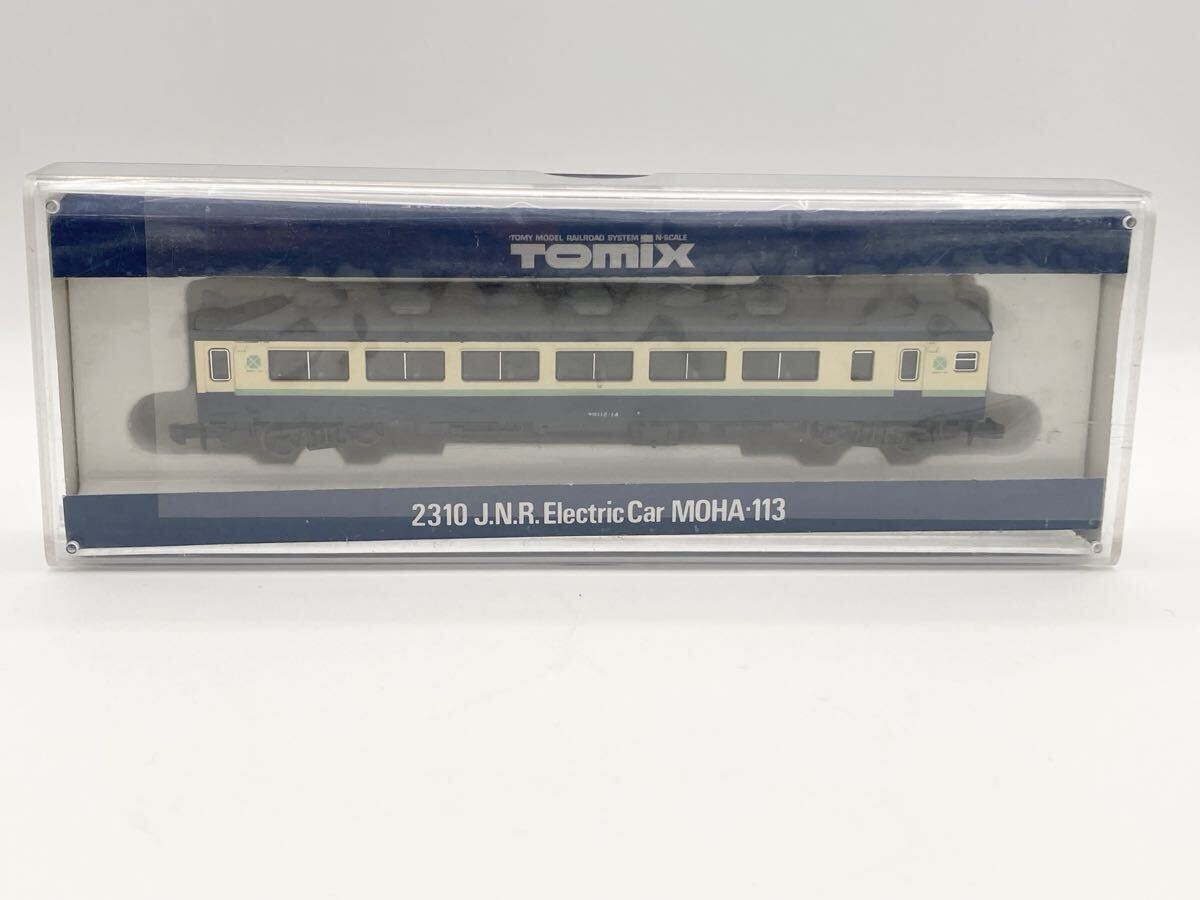 TOMY MODEL RAILROAD SYSTEM N-SCALE
TOMIX
2310 J.N.R. Electric Car MOHA·113